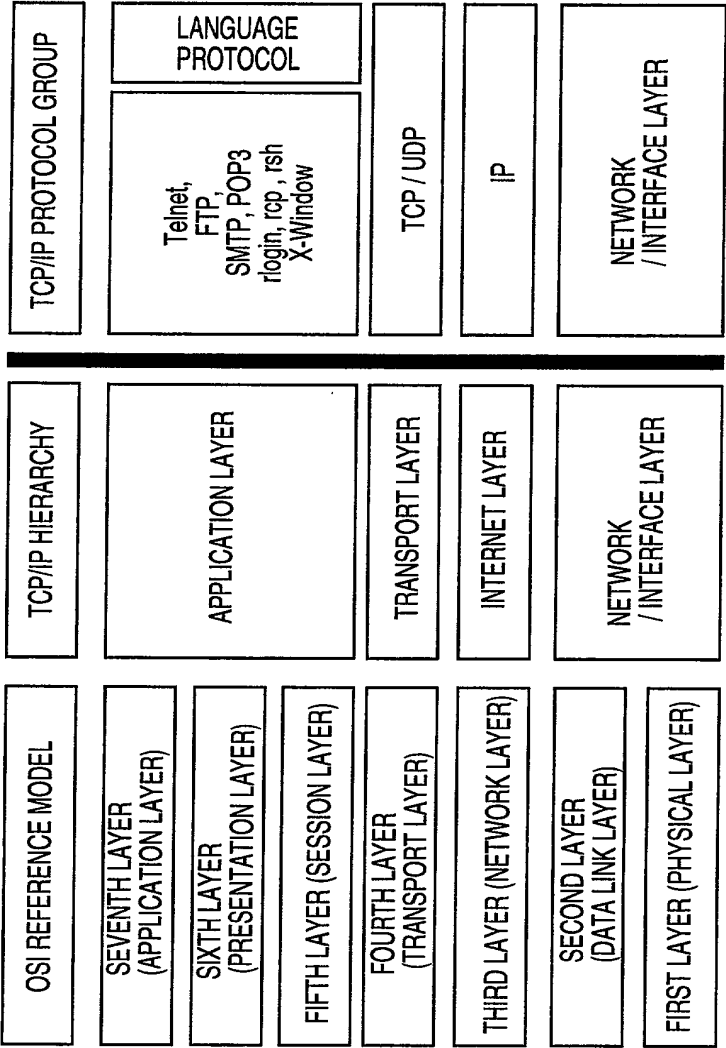 OSI REFERENCE MODEL
TCP/IP HIERARCHY
TCP/IP PROTOCOL GROUP
SEVENTH LAYER
(APPLICATION LAYER)
SIXTH LAYER
(PRESENTATION LAYER)
FIFTH LAYER (SESSION LAYER)
APPLICATION LAYER
Telnet,
FTP,
SMTP, POP3
rlogin, rcp , rsh
X-Window
LANGUAGE
PROTOCOL
FOURTH LAYER
(TRANSPORT LAYER)
TRANSPORT LAYER
TCP / UDP
THIRD LAYER (NETWORK LAYER)
INTERNET LAYER
IP
SECOND LAYER
(DATA LINK LAYER)
FIRST LAYER (PHYSICAL LAYER)
NETWORK
/ INTERFACE LAYER
NETWORK
/ INTERFACE LAYER